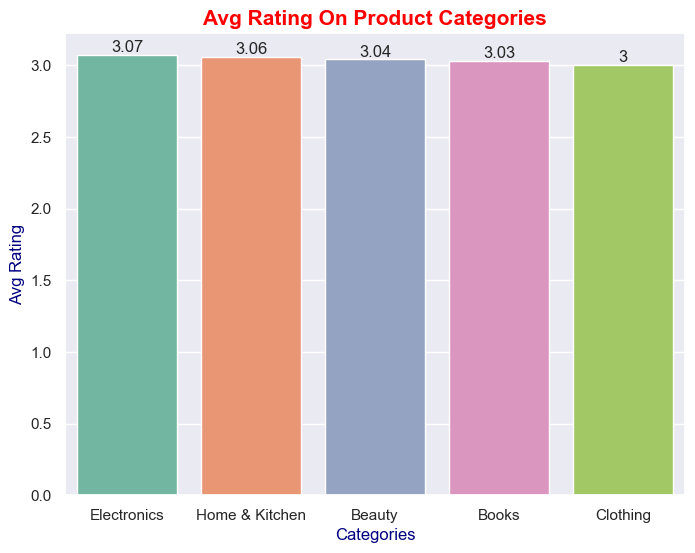 Avg Rating On Product Categories
3.07
3.06
3.04
3.03
3
3.0
2.5
2.0
1.5
1.0
0.5
0.0
Avg Rating
Electronics
Home & Kitchen
Beauty
Books
Clothing
Categories